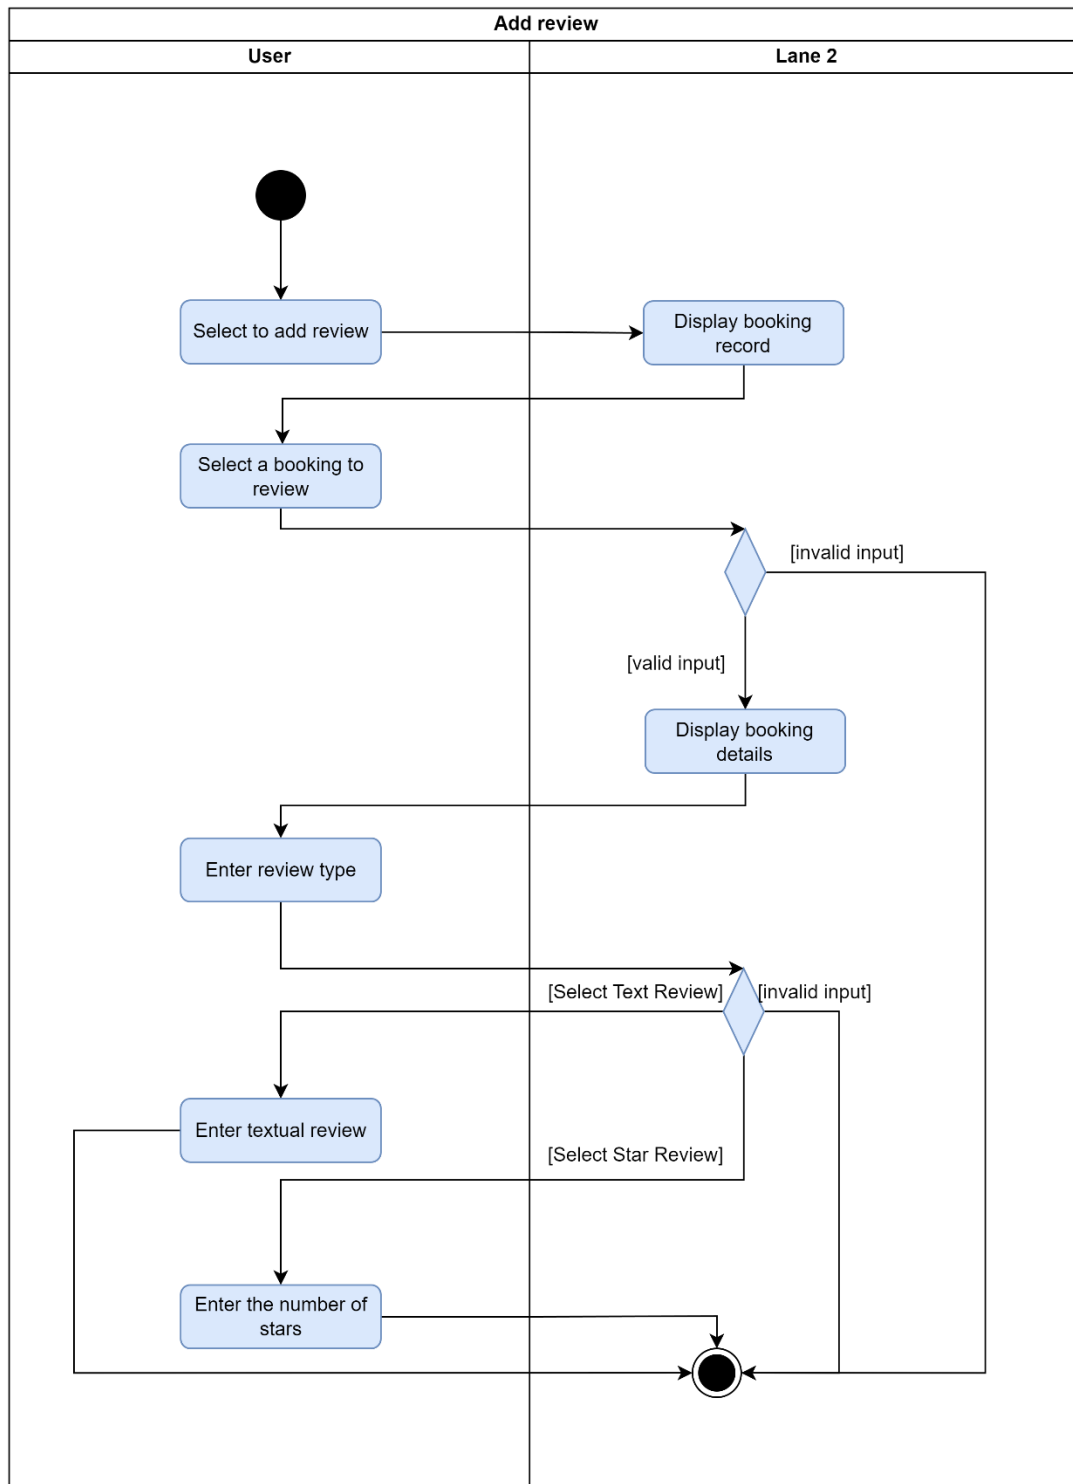 Add review
User
Lane 2
Select to add review
Display booking
record
Select a booking to
review
[invalid input]
[valid input]
Display booking
details
Enter review type
[Select Text Review]
[invalid input]
Enter textual review
[Select Star Review]
Enter the number of
stars